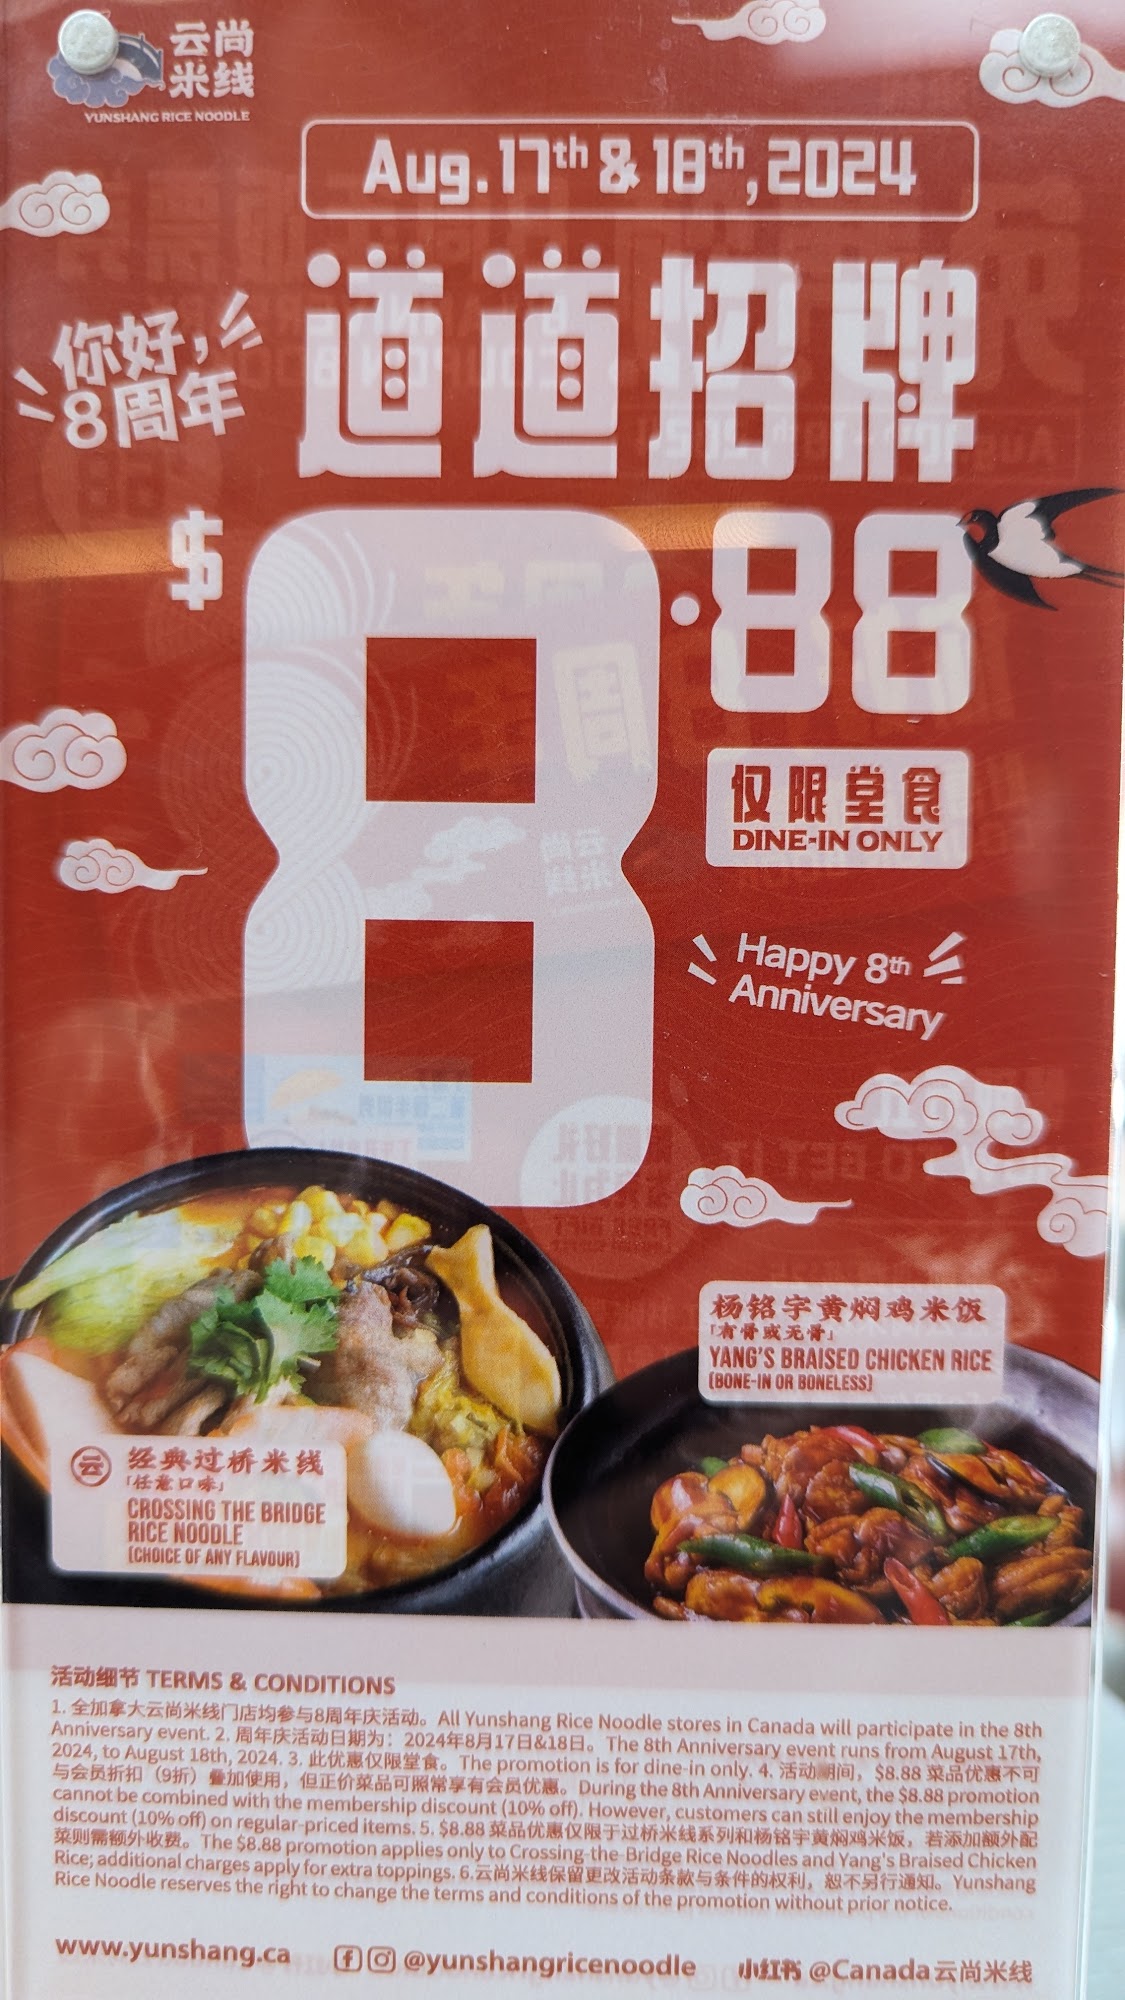 云尚
米线
YUNSHANG RICE NOODLE
Aug.17th & 18th, 2024
你好，
8周年
道道招牌
$8.88
仅限堂食
DINE-IN ONLY
Happy 8th
Anniversary
杨铭宇黄焖鸡米饭
「有骨或无骨」
YANG'S BRAISED CHICKEN RICE
(BONE-IN OR BONELESS)
云 经典过桥米线
「任意口味」
CROSSING THE BRIDGE
RICE NOODLE
(CHOICE OF ANY FLAVOUR)
活动细节 TERMS & CONDITIONS
1. 全加拿大云尚米线门店均参与8周年庆活动。All Yunshang Rice Noodle stores in Canada will participate in the 8th
Anniversary event. 2. 周年庆活动日期为：2024年8月17日&18日。The 8th Anniversary event runs from August 17th,
2024, to August 18th, 2024. 3. 此优惠仅限堂食。The promotion is for dine-in only. 4. 活动期间，$8.88 菜品优惠不可
与会员折扣（9折）叠加使用，但正价菜品可照常享有会员优惠。During the 8th Anniversary event, the $8.88 promotion
cannot be combined with the membership discount (10% off). However, customers can still enjoy the membership
discount (10% off) on regular-priced items. 5. $8.88 菜品优惠仅限于过桥米线系列和杨铭宇黄焖鸡米饭，若添加额外配
菜则需额外收费。The $8.88 promotion applies only to Crossing-the-Bridge Rice Noodles and Yang's Braised Chicken
Rice; additional charges apply for extra toppings. 6.云尚米线保留更改活动条款与条件的权利，恕不另行通知。Yunshang
Rice Noodle reserves the right to change the terms and conditions of the promotion without prior notice.
www.yunshang.ca @yunshangricenoodle 小红书 @Canada云尚米线